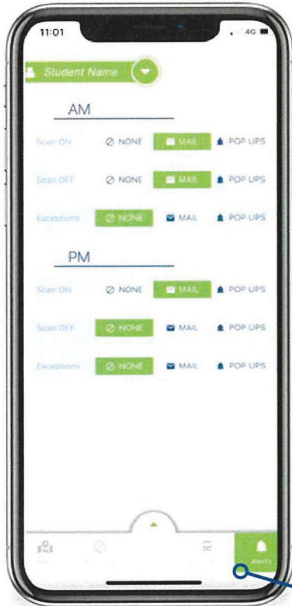 11:01 4G
Student Name
AM
Scan ON NONE MAIL POP UPS
Scan OFF NONE MAIL POP UPS
Exceptions NONE MAIL POP UPS
PM
Scan ON NONE MAIL POP UPS
Scan OFF NONE MAIL POP UPS
Exceptions NONE MAIL POP UPS
Alerts